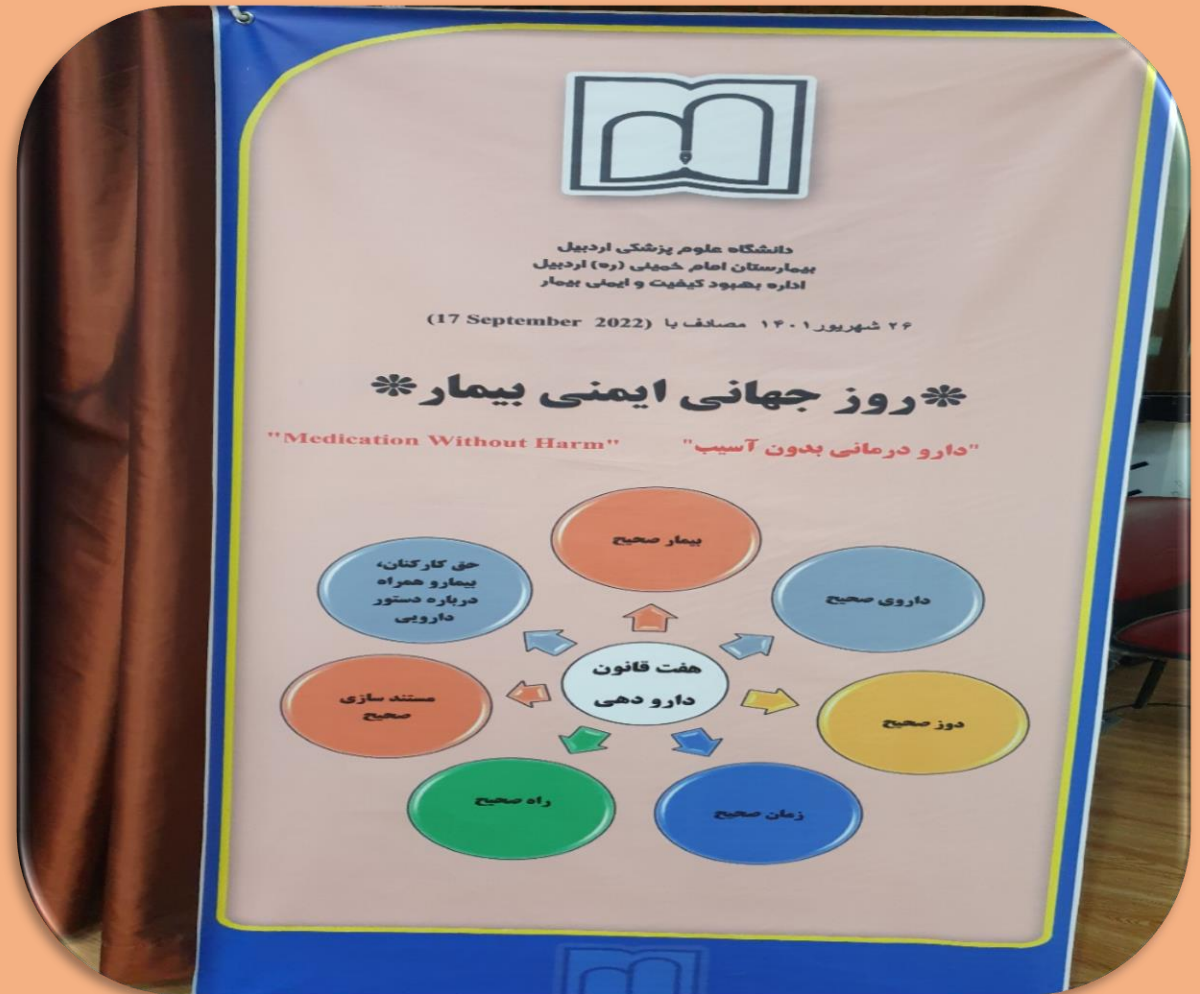 دانشگاه علوم پزشکی اردبیل
بیمارستان امام خمینی (ره) اردبیل
اداره بهبود کیفیت و ایمنی بیمار
۲۶ شهریور ۱۴۰۱ مصادف با (17 September 2022)
❊روز جهانی ایمنی بیمار❊
"دارو درمانی بدون آسیب" "Medication Without Harm"
بیمار صحیح
داروی صحیح
دوز صحیح
زمان صحیح
راه صحیح
مستند سازی
صحیح
حق کارکنان،
بیمارو همراه
درباره دستور
دارویی
هفت قانون
دارو دهی